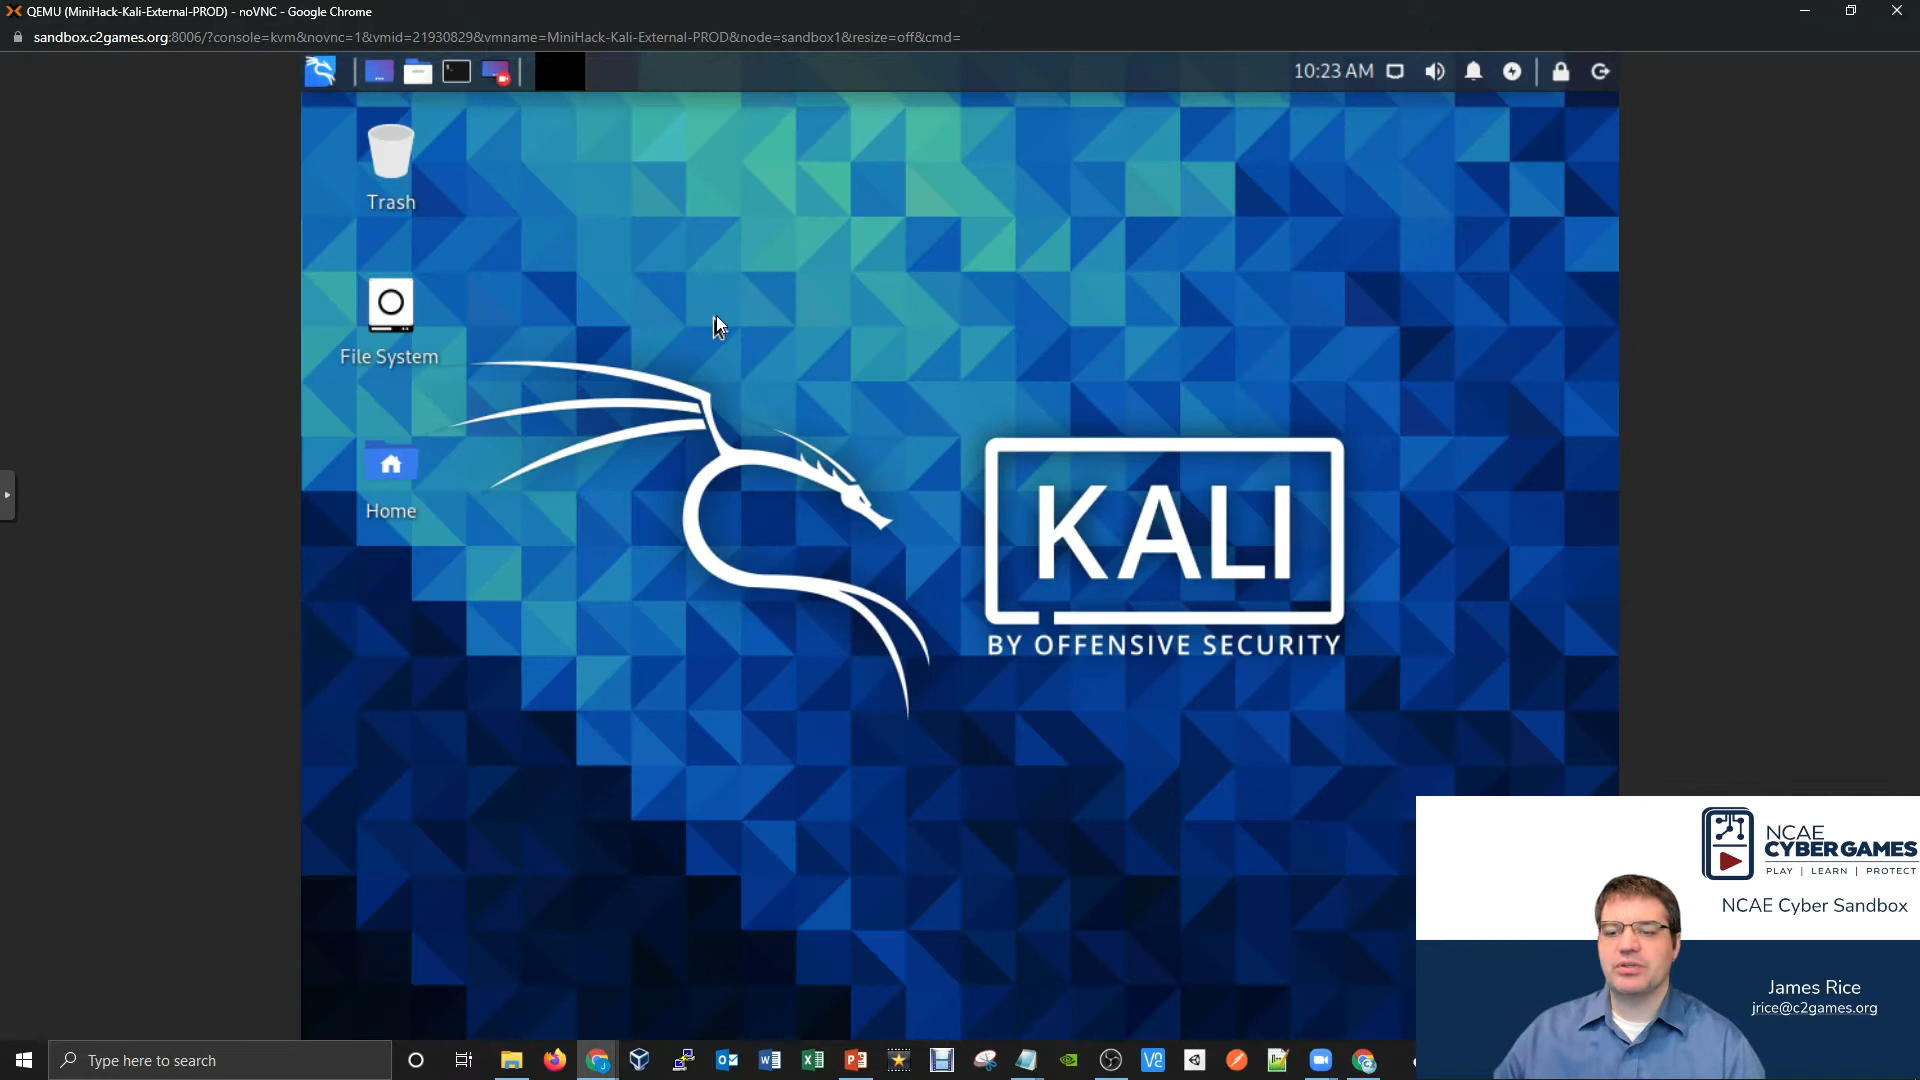 QEMU (MiniHack-Kali-External-PROD) - noVNC - Google Chrome
sandbox.c2games.org:8006/?console=kvm&novnc=1&vmid=21930829&vmname=MiniHack-Kali-External-PROD&node=sandbox1&resize=off&cmd=
10:23 AM
Trash
File System
Home
KALI
BY OFFENSIVE SECURITY
NCAE
CYBERGAMES
PLAY | LEARN | PROTECT
NCAE Cyber Sandbox
James Rice
jrice@c2games.org
Type here to search